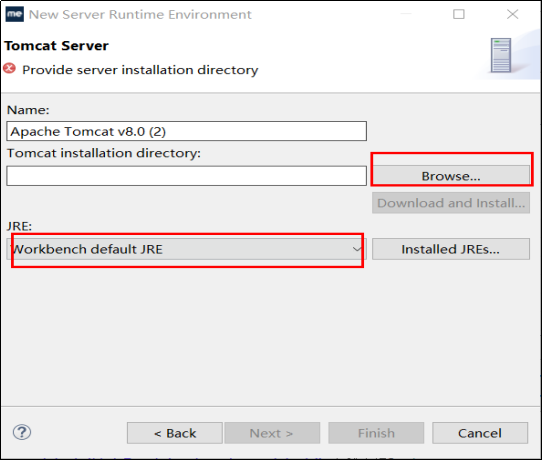 me New Server Runtime Environment
Tomcat Server
Provide server installation directory
Name:
Apache Tomcat v8.0 (2)
Tomcat installation directory:
Browse...
Download and Install...
JRE:
Workbench default JRE
Installed JREs...
? < Back Next > Finish Cancel